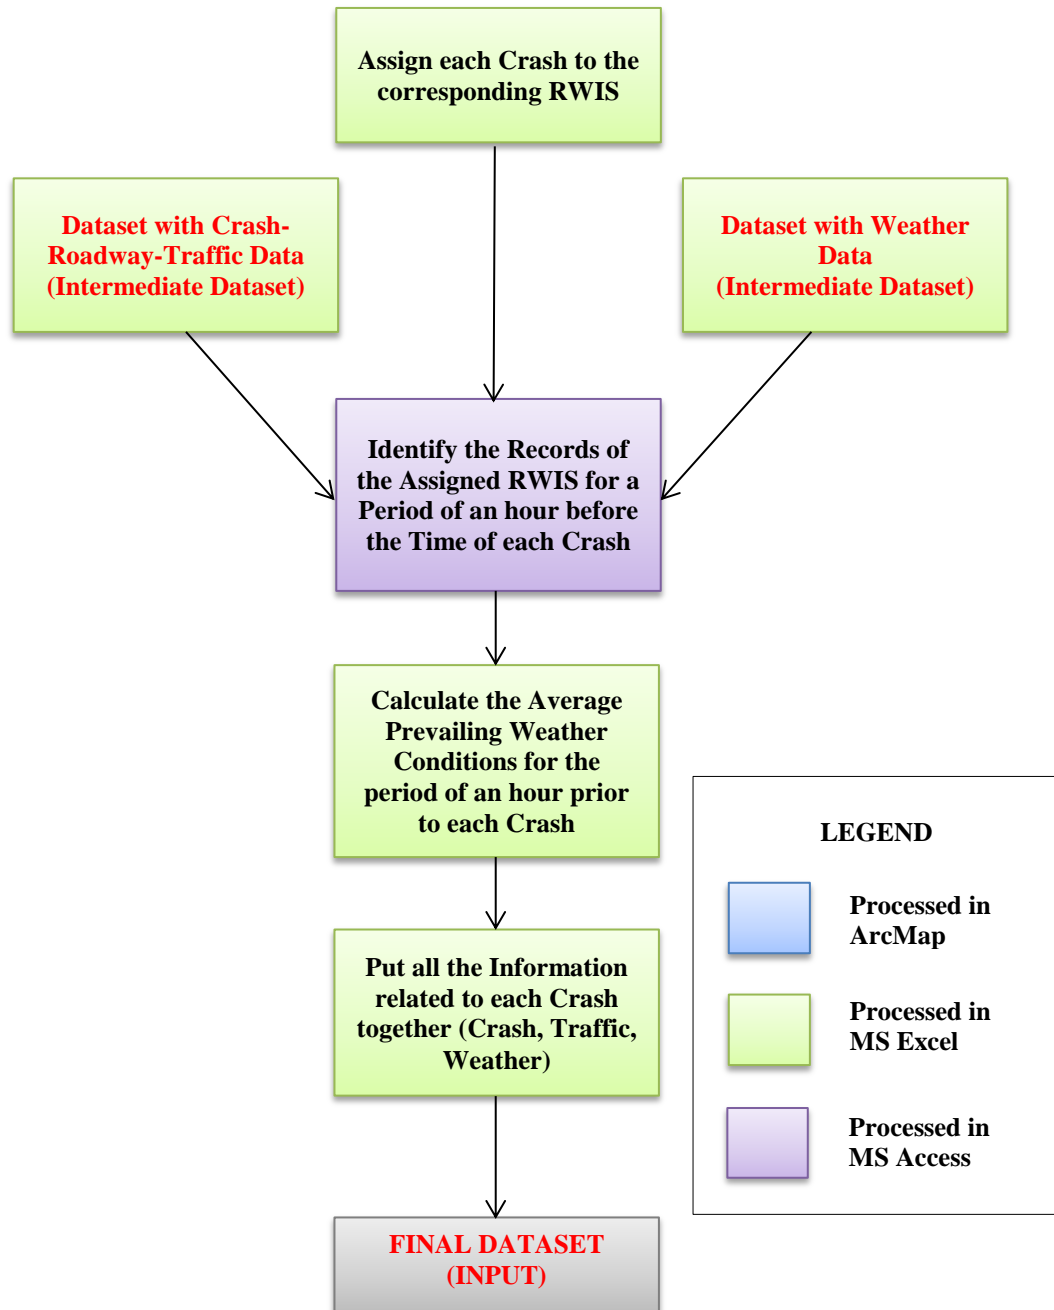 Assign each Crash to the
corresponding RWIS
Dataset with Crash-
Roadway-Traffic Data
(Intermediate Dataset)
Dataset with Weather
Data
(Intermediate Dataset)
Identify the Records of
the Assigned RWIS for a
Period of an hour before
the Time of each Crash
Calculate the Average
Prevailing Weather
Conditions for the
period of an hour prior
to each Crash
Put all the Information
related to each Crash
together (Crash, Traffic,
Weather)
FINAL DATASET
(INPUT)
LEGEND
Processed in
ArcMap
Processed in
MS Excel
Processed in
MS Access